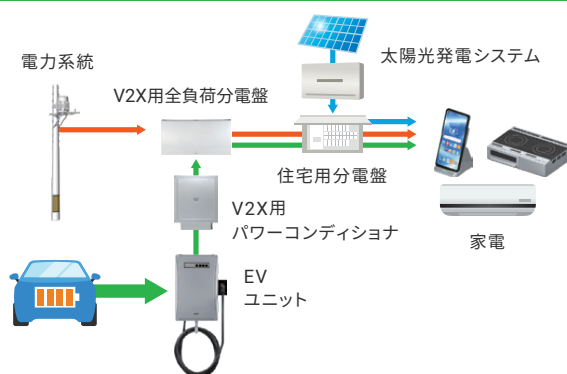 電力系統
太陽光発電システム
V2X用全負荷分電盤
住宅用分電盤
V2X用
パワーコンディショナ
家電
EV
ユニット